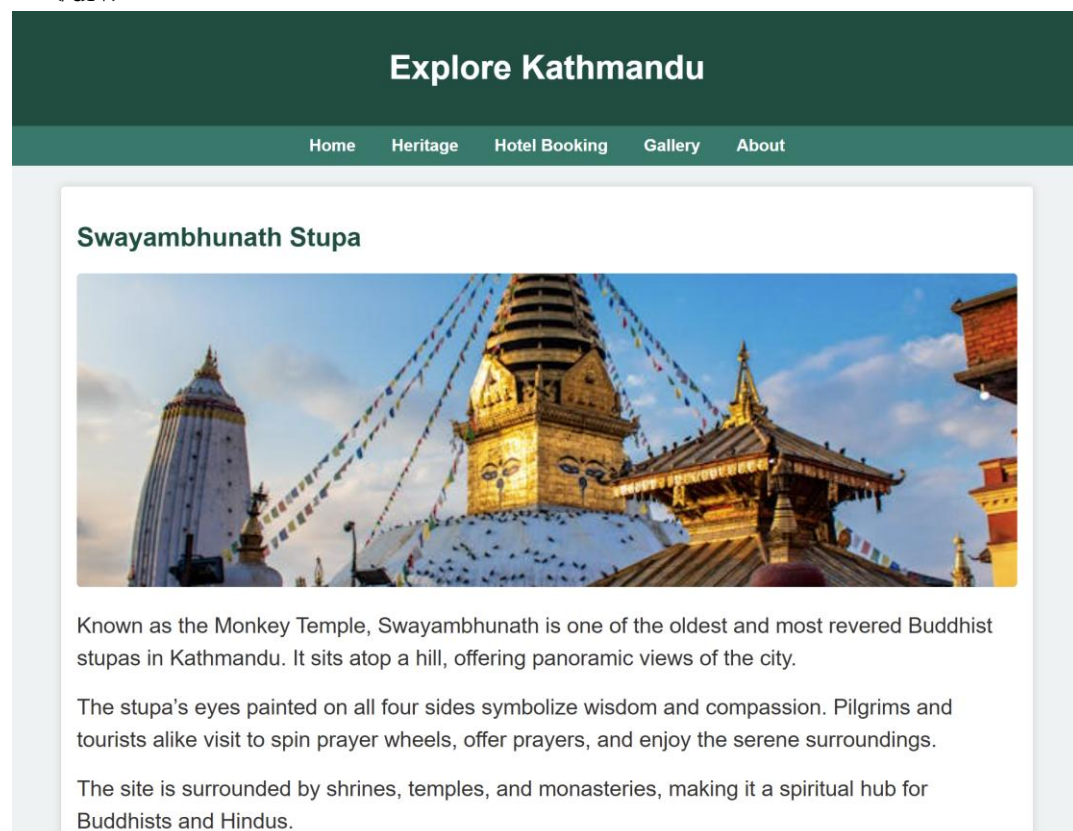 Explore Kathmandu
Home Heritage Hotel Booking Gallery About
Swayambhunath Stupa
Known as the Monkey Temple, Swayambhunath is one of the oldest and most revered Buddhist
stupas in Kathmandu. It sits atop a hill, offering panoramic views of the city.
The stupa’s eyes painted on all four sides symbolize wisdom and compassion. Pilgrims and
tourists alike visit to spin prayer wheels, offer prayers, and enjoy the serene surroundings.
The site is surrounded by shrines, temples, and monasteries, making it a spiritual hub for
Buddhists and Hindus.